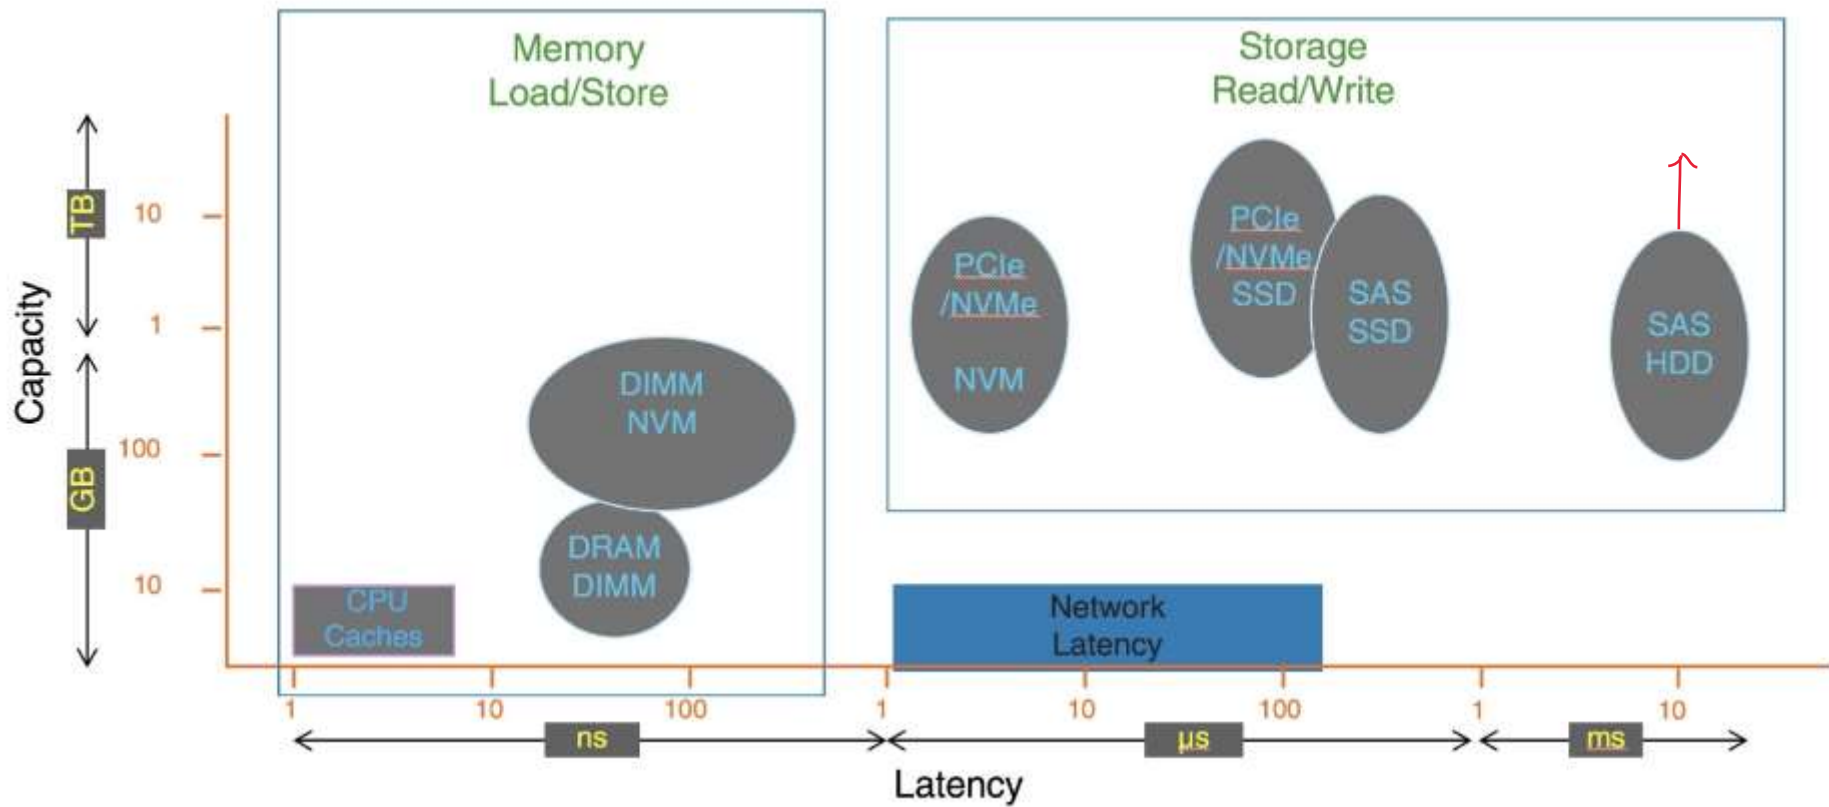 Memory
Load/Store
Storage
Read/Write
Capacity
TB
GB
10
1
100
10
PCIe
/NVMe
NVM
PCIe
/NVMe
SSD
SAS
SSD
SAS
HDD
DIMM
NVM
DRAM
DIMM
CPU
Caches
Network
Latency
1
10
100
1
10
100
1
10
ns
µs
ms
Latency